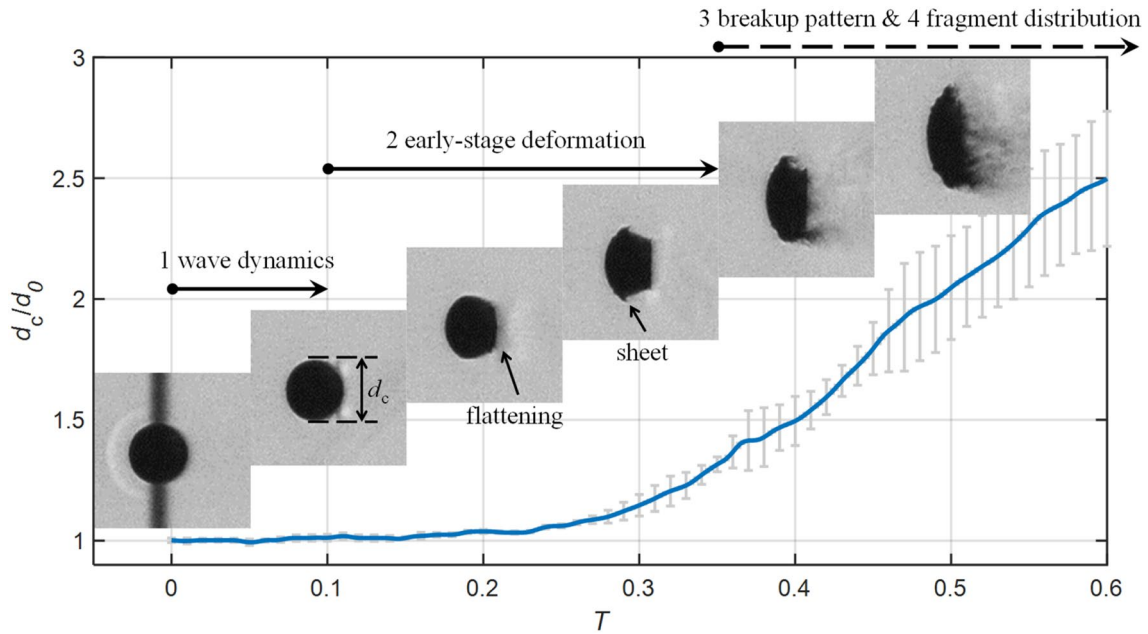 3 breakup pattern & 4 fragment distribution
2 early-stage deformation
1 wave dynamics
d_c
flattening
sheet
d_c/d_0
3
2.5
2
1.5
1
0
0.1
0.2
0.3
0.4
0.5
0.6
T